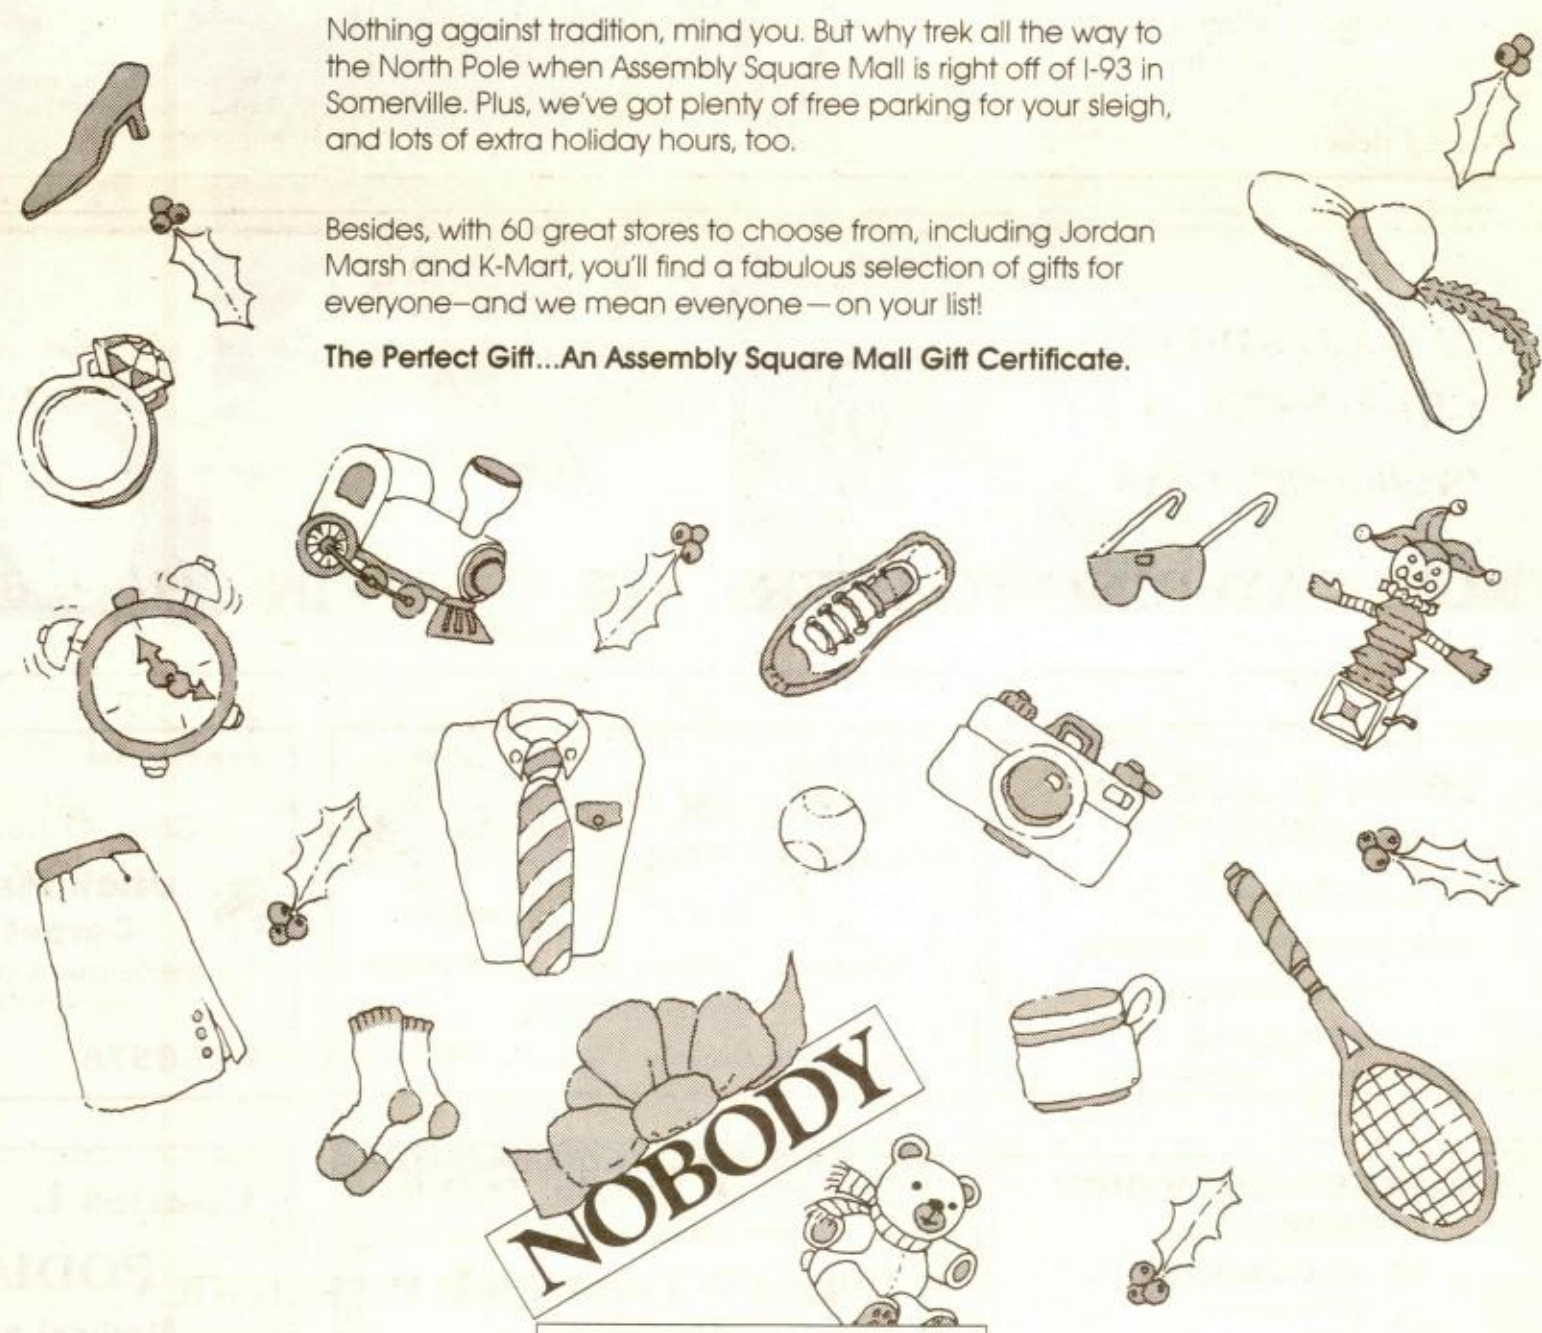 Nothing against tradition, mind you. But why trek all the way to
the North Pole when Assembly Square Mall is right off of I-93 in
Somerville. Plus, we've got plenty of free parking for your sleigh,
and lots of extra holiday hours, too.
Besides, with 60 great stores to choose from, including Jordan
Marsh and K-Mart, you'll find a fabulous selection of gifts for
everyone—and we mean everyone—on your list!
The Perfect Gift...An Assembly Square Mall Gift Certificate.
NOBODY